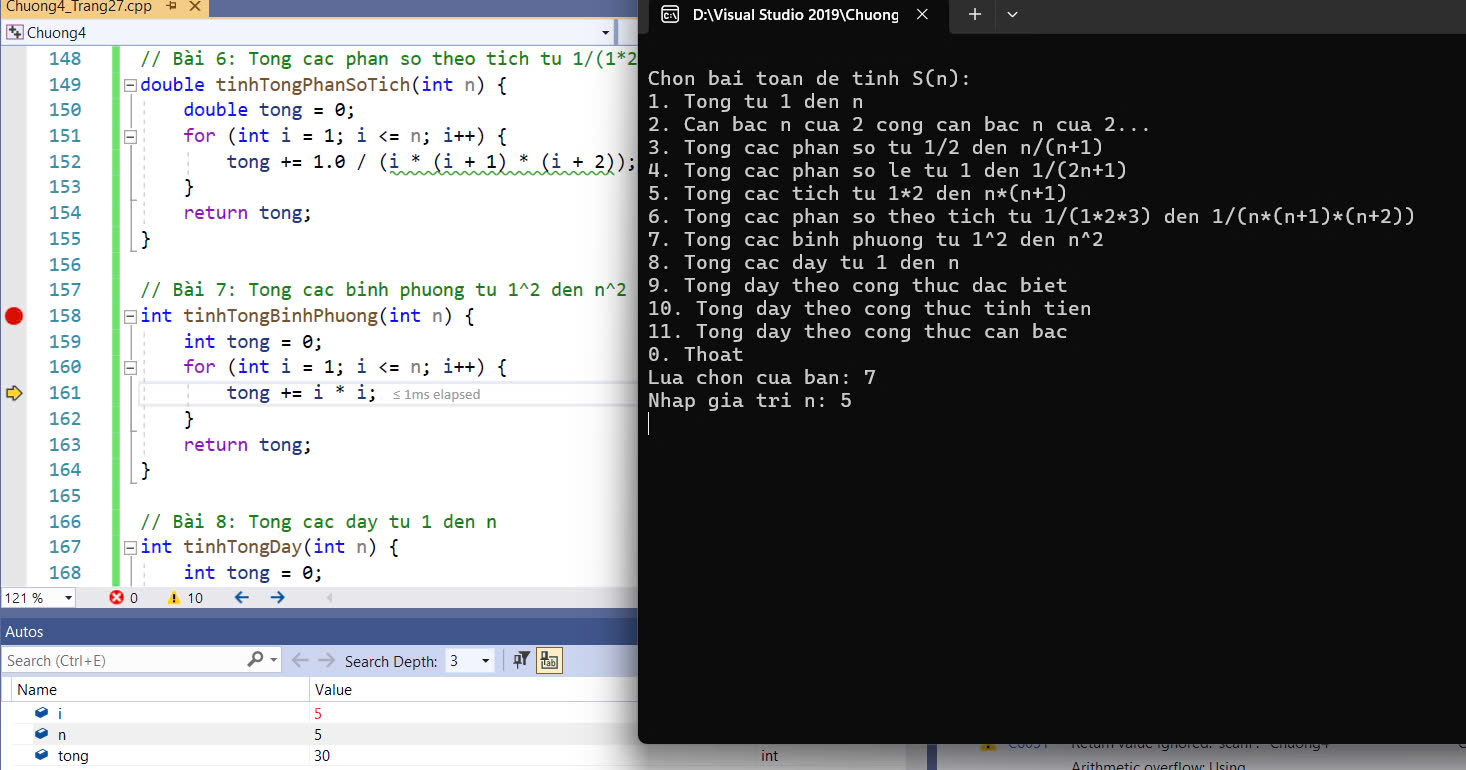 Chuong4_Trang27.cpp
Chuong4
148 // Bài 6: Tong cac phan so theo tich tu 1/(1*2
149 double tinhTongPhanSoTich(int n) {
150 double tong = 0;
151 for (int i = 1; i <= n; i++) {
152 tong += 1.0 / (i * (i + 1) * (i + 2));
153 }
154 return tong;
155 }
156
157 // Bài 7: Tong cac binh phuong tu 1^2 den n^2
158 int tinhTongBinhPhuong(int n) {
159 int tong = 0;
160 for (int i = 1; i <= n; i++) {
161 tong += i * i; ≤ 1ms elapsed
162 }
163 return tong;
164 }
165
166 // Bài 8: Tong cac day tu 1 den n
167 int tinhTongDay(int n) {
168 int tong = 0;
121 % 0 10
Autos
Search (Ctrl+E) Search Depth: 3
Name Value
i 5
n 5
tong 30 int
D:\Visual Studio 2019\Chuong
Chon bai toan de tinh S(n):
1. Tong tu 1 den n
2. Can bac n cua 2 cong can bac n cua 2...
3. Tong cac phan so tu 1/2 den n/(n+1)
4. Tong cac phan so le tu 1 den 1/(2n+1)
5. Tong cac tich tu 1*2 den n*(n+1)
6. Tong cac phan so theo tich tu 1/(1*2*3) den 1/(n*(n+1)*(n+2))
7. Tong cac binh phuong tu 1^2 den n^2
8. Tong cac day tu 1 den n
9. Tong day theo cong thuc dac biet
10. Tong day theo cong thuc tinh tien
11. Tong day theo cong thuc can bac
0. Thoat
Lua chon cua ban: 7
Nhap gia tri n: 5
Arithmetic overflow: Using